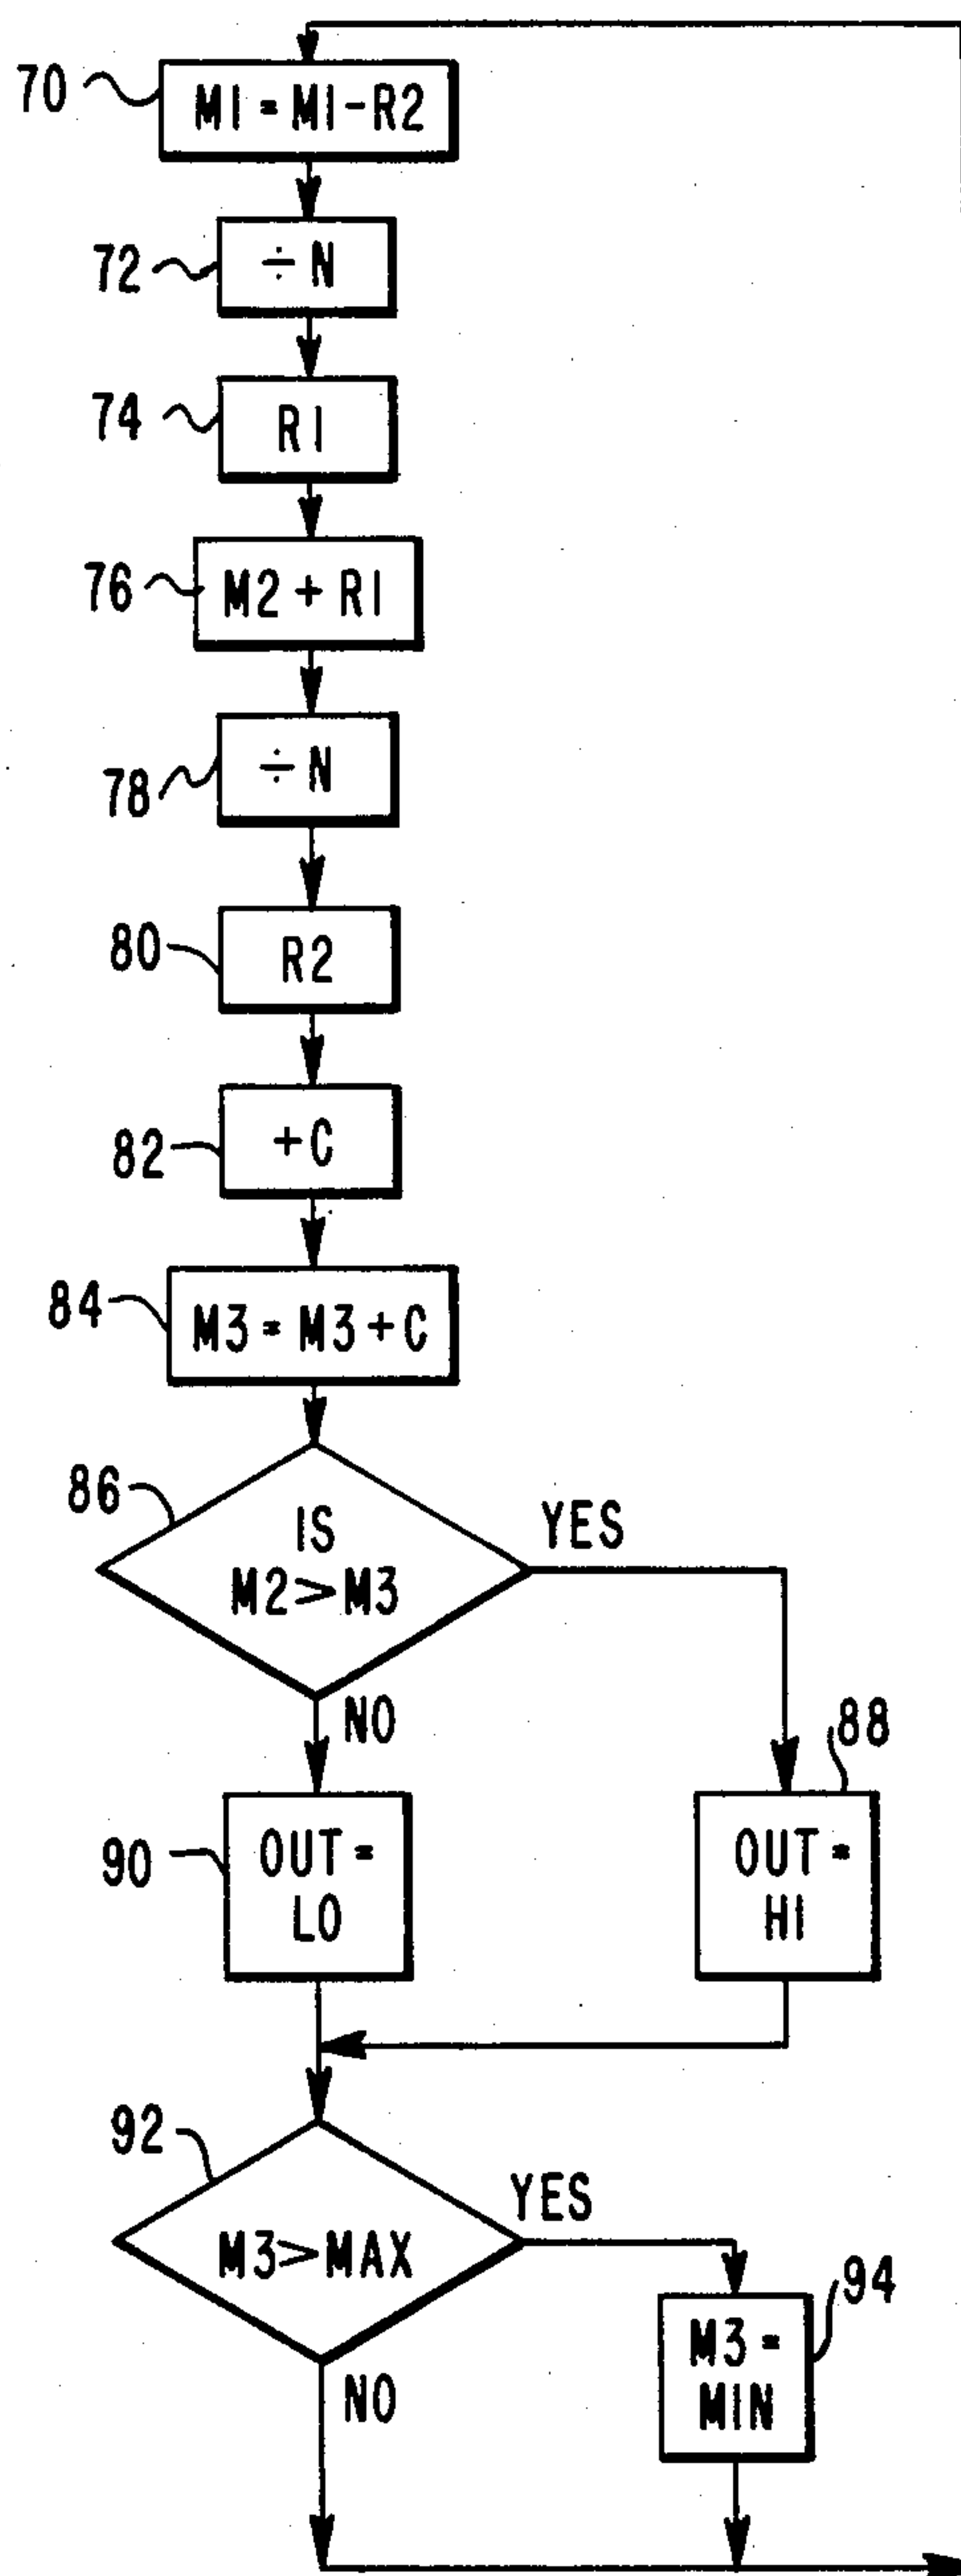 70
M1 = M1 - R2
72
÷ N
74
R1
76
M2 + R1
78
÷ N
80
R2
82
+ C
84
M3 = M3 + C
86
IS
M2 > M3
YES
NO
88
90
OUT =
LO
OUT =
HI
92
M3 > MAX
YES
94
M3 =
MIN
NO